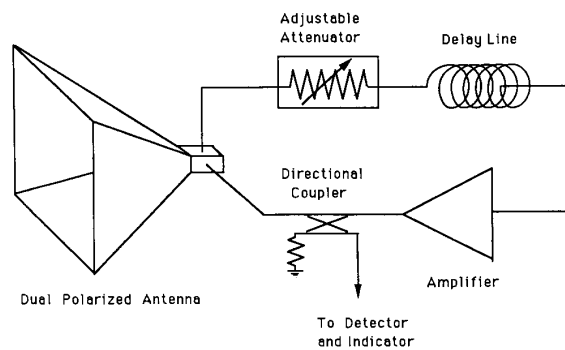 Adjustable
Attenuator
Delay Line
Directional
Coupler
Amplifier
Dual Polarized Antenna
To Detector
and Indicator